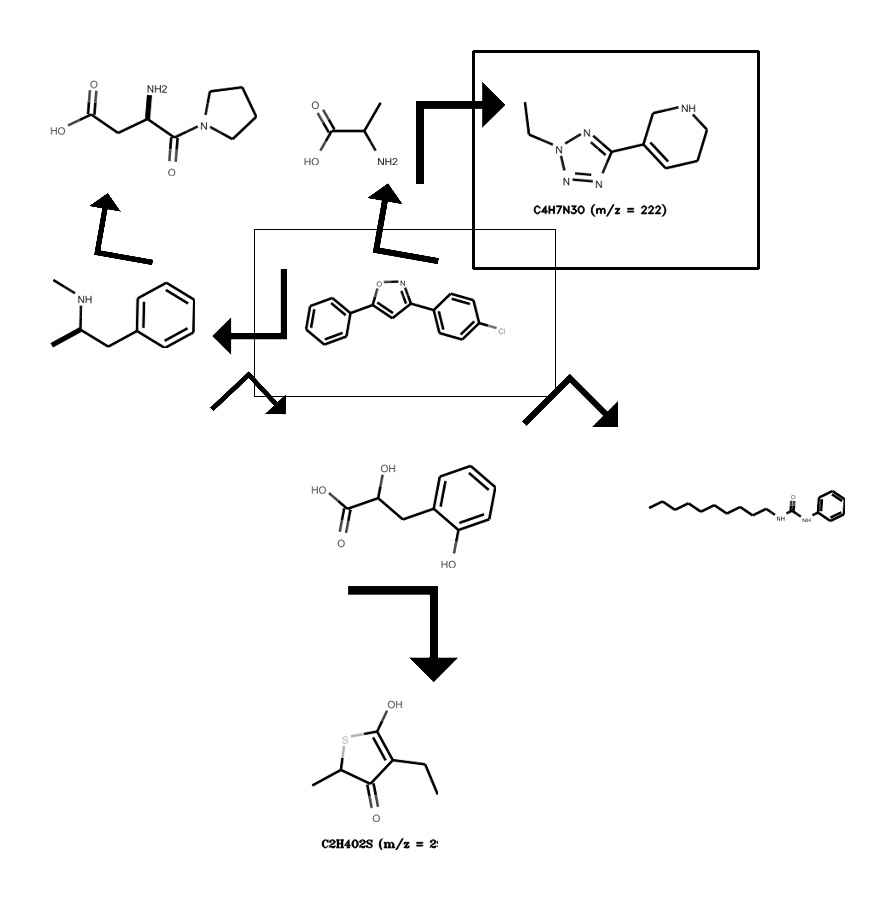 O
NH2
HO
N
O
O
HO
NH2
NH
N
N
N
N
C4H7N3O (m/z = 222)
NH
O
N
Cl
OH
HO
O
HO
O
NH
NH
OH
S
O
C2H4O2S (m/z = 2